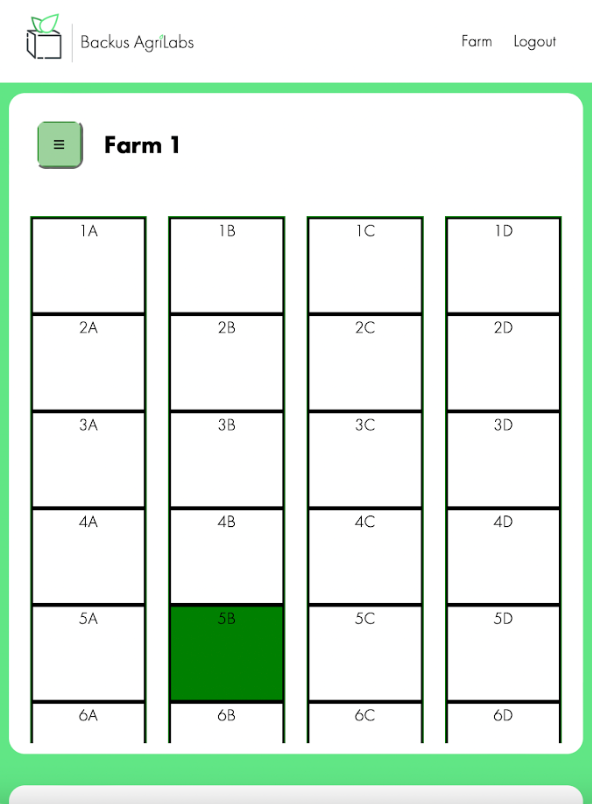 Backus AgriLabs
Farm Logout
≡ Farm 1
1A 1B 1C 1D
2A 2B 2C 2D
3A 3B 3C 3D
4A 4B 4C 4D
5A 5B 5C 5D
6A 6B 6C 6D